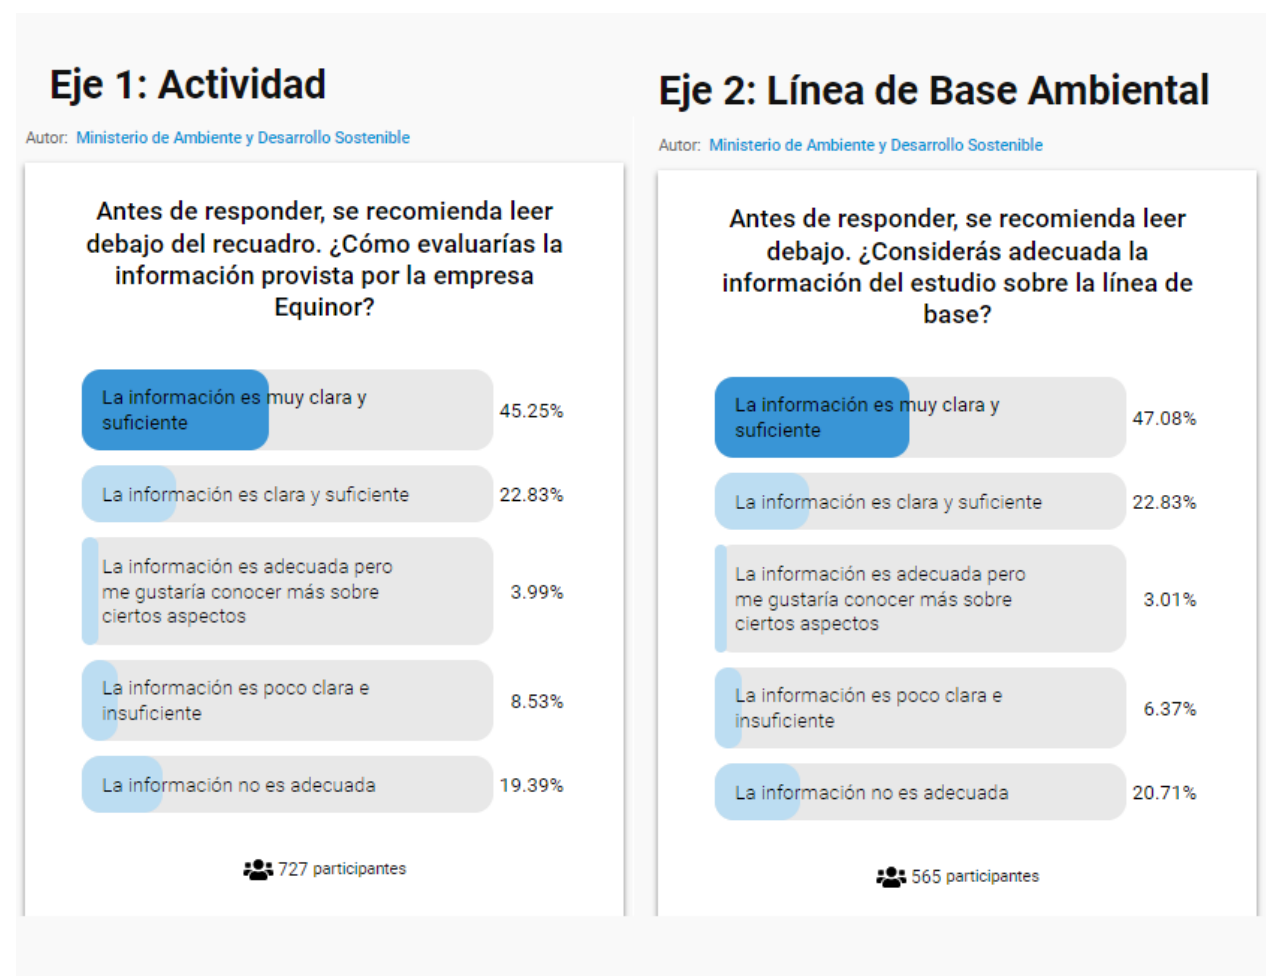 Eje 1: Actividad
Autor: Ministerio de Ambiente y Desarrollo Sostenible
Antes de responder, se recomienda leer
debajo del recuadro. ¿Cómo evaluarías la
información provista por la empresa
Equinor?
La información es muy clara y
suficiente
45.25%
La información es clara y suficiente
22.83%
La información es adecuada pero
me gustaría conocer más sobre
ciertos aspectos
3.99%
La información es poco clara e
insuficiente
8.53%
La información no es adecuada
19.39%
727 participantes
Eje 2: Línea de Base Ambiental
Autor: Ministerio de Ambiente y Desarrollo Sostenible
Antes de responder, se recomienda leer
debajo. ¿Considerás adecuada la
información del estudio sobre la línea de
base?
La información es muy clara y
suficiente
47.08%
La información es clara y suficiente
22.83%
La información es adecuada pero
me gustaría conocer más sobre
ciertos aspectos
3.01%
La información es poco clara e
insuficiente
6.37%
La información no es adecuada
20.71%
565 participantes